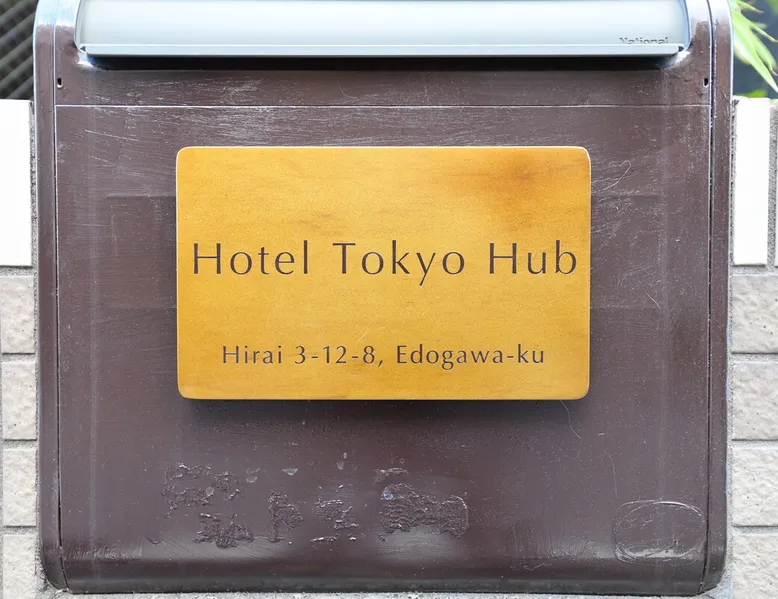 National
Hotel Tokyo Hub
Hirai 3-12-8, Edogawa-ku